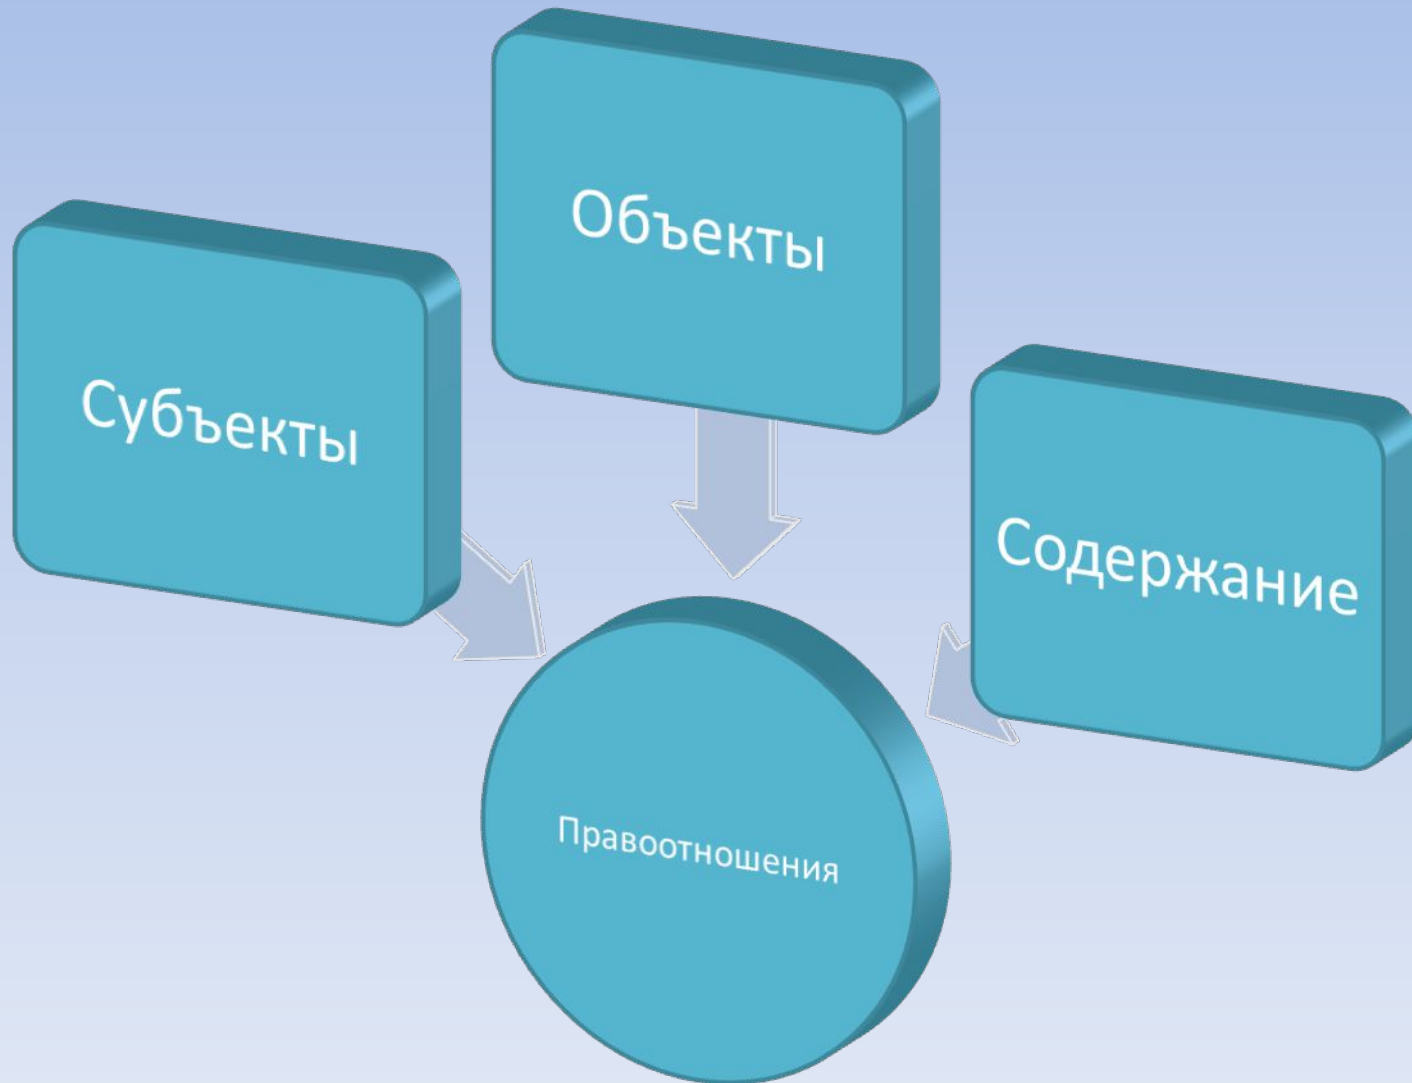 Субъекты
Объекты
Содержание
Правоотношения